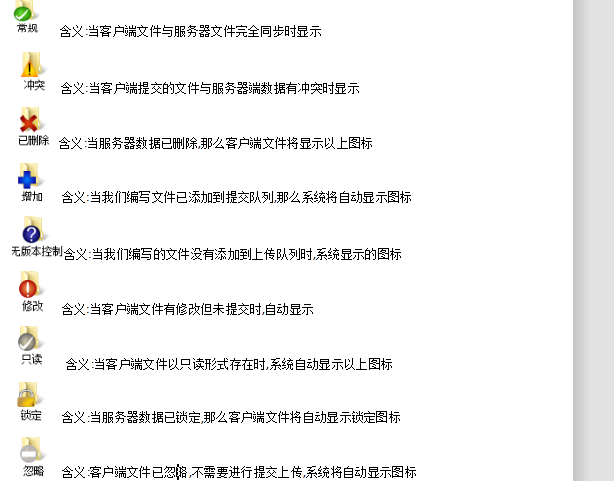 常规 含义:当客户端文件与服务器文件完全同步时显示
冲突 含义:当客户端提交的文件与服务器端数据有冲突时显示
已删除 含义:当服务器数据已删除,那么客户端文件将显示以上图标
增加 含义:当我们编写文件已添加到提交队列,那么系统将自动显示图标
无版本控制 含义:当我们编写的文件没有添加到上传队列时,系统显示的图标
修改 含义:当客户端文件有修改但未提交时,自动显示
只读 含义:当客户端文件以只读形式存在时,系统自动显示以上图标
锁定 含义:当服务器数据已锁定,那么客户端文件将自动显示锁定图标
忽略 含义:客户端文件已忽略,不需要进行提交上传,系统将自动显示图标